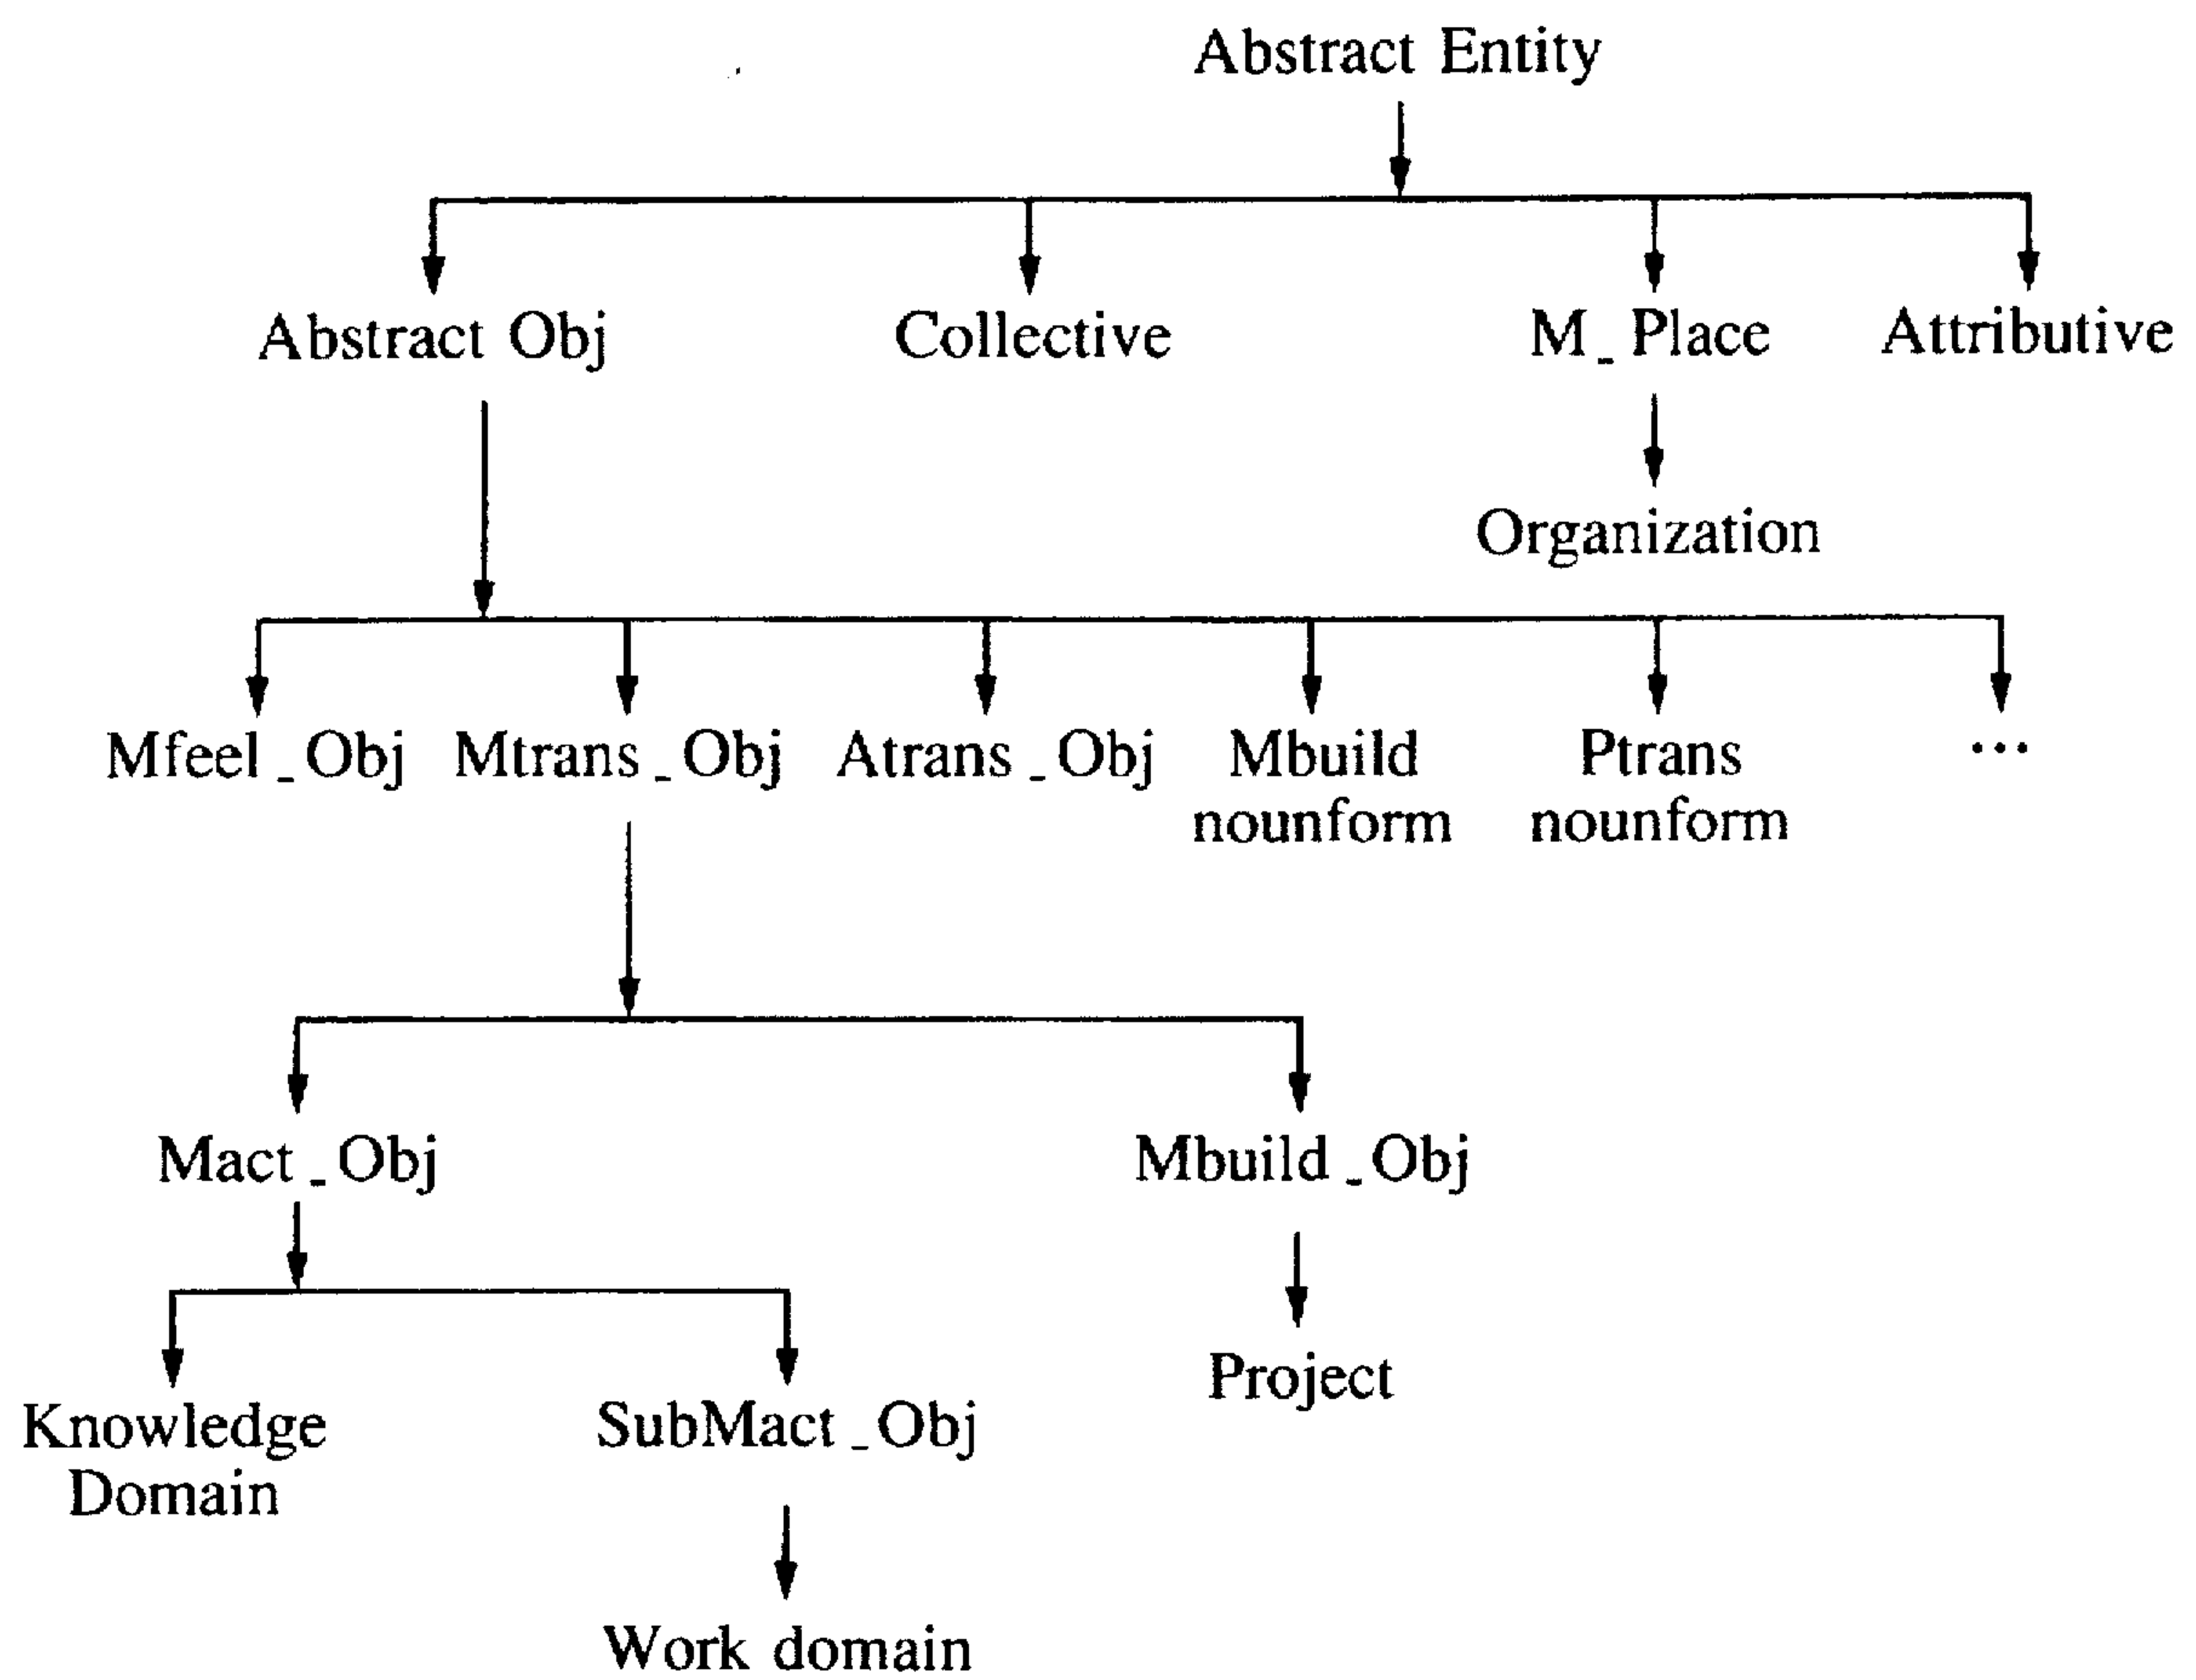 Abstract Entity
Abstract Obj Collective M_Place Attributive
Organization
Mfeel_Obj Mtrans_Obj Atrans_Obj Mbuild Ptrans ...
nounform nounform
Mact_Obj Mbuild_Obj
Project
Knowledge SubMact_Obj
Domain
Work domain